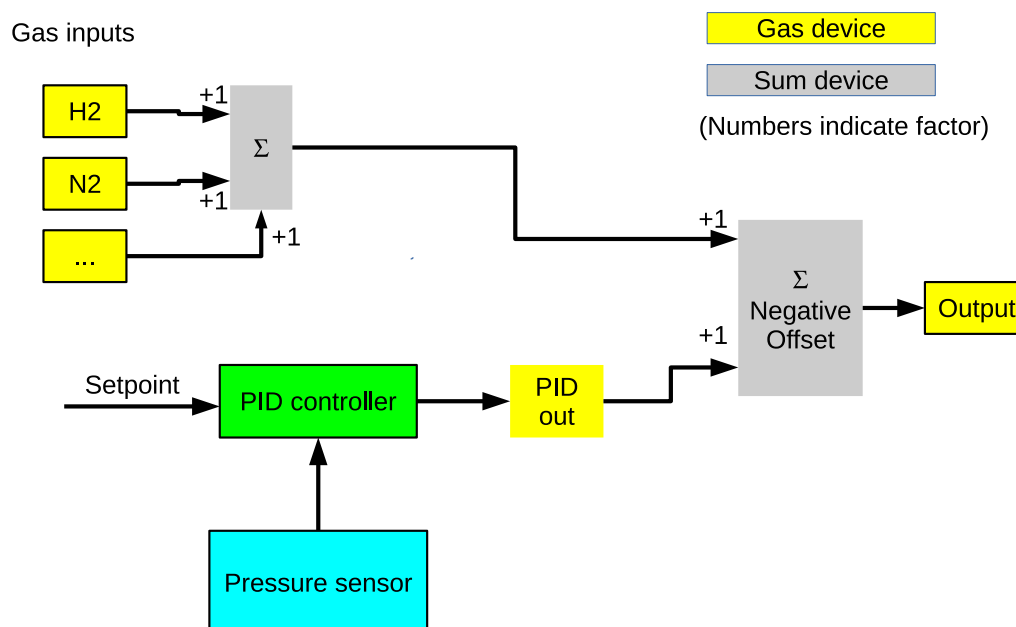 Gas inputs
Gas device
Sum device
(Numbers indicate factor)
H2
+1
Σ
N2
+1
...
+1
+1
Σ
Negative
Offset
Output
+1
Setpoint
PID controller
PID
out
Pressure sensor